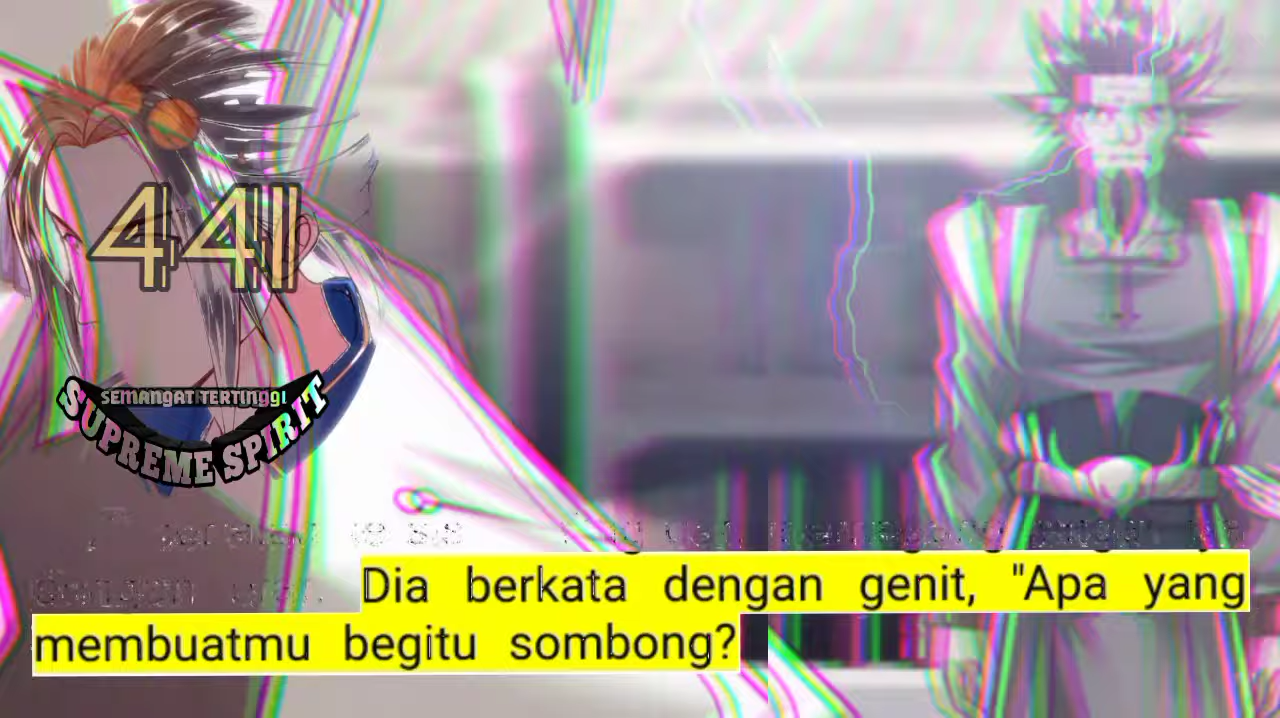 441
SEMANGAT TERTINGGI
SUPREME SPIRIT
Dia berkata dengan genit, "Apa yang
membuatmu begitu sombong?